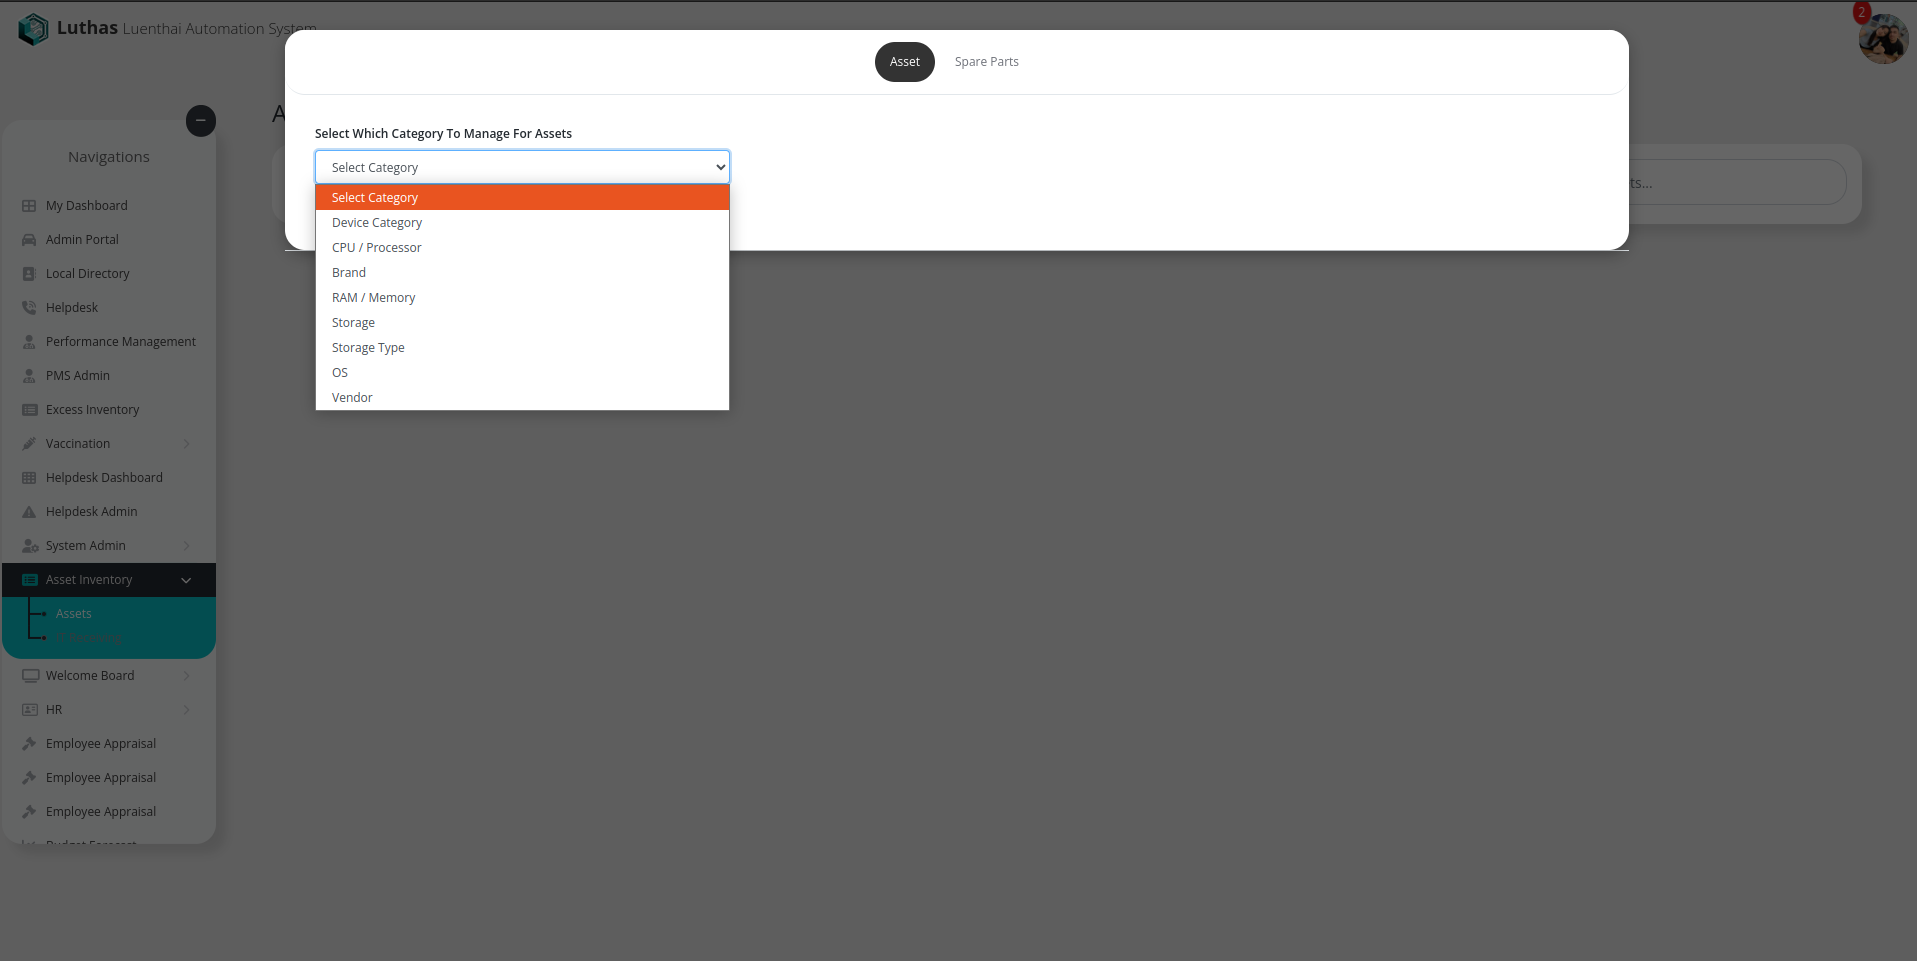 Luthas Luenthai Automation System
2
Asset
Spare Parts
A
Select Which Category To Manage For Assets
Select Category
Select Category
Device Category
CPU / Processor
Brand
RAM / Memory
Storage
Storage Type
OS
Vendor
ts...
Navigations
My Dashboard
Admin Portal
Local Directory
Helpdesk
Performance Management
PMS Admin
Excess Inventory
Vaccination
Helpdesk Dashboard
Helpdesk Admin
System Admin
Asset Inventory
Assets
Welcome Board
HR
Employee Appraisal
Employee Appraisal
Employee Appraisal
Budget Forecast